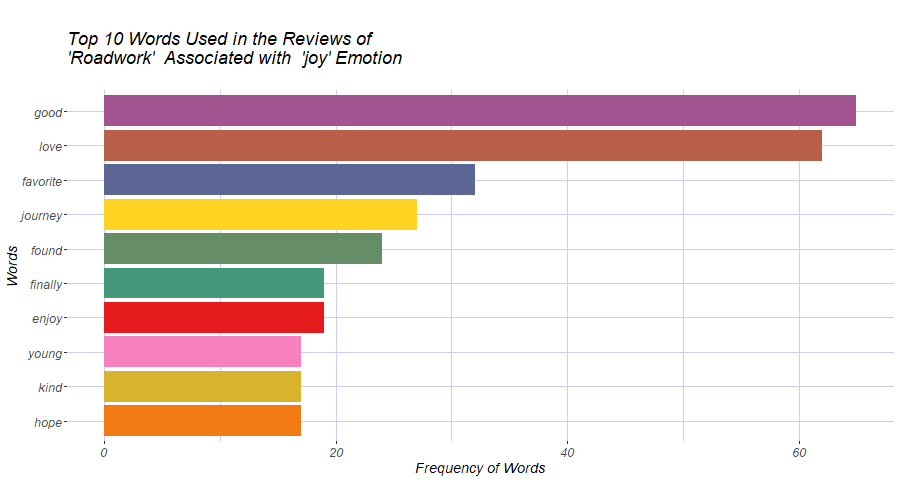 Top 10 Words Used in the Reviews of
'Roadwork'  Associated with  'joy' Emotion
good
love
favorite
journey
found
finally
enjoy
young
kind
hope
Words
0 20 40 60
Frequency of Words